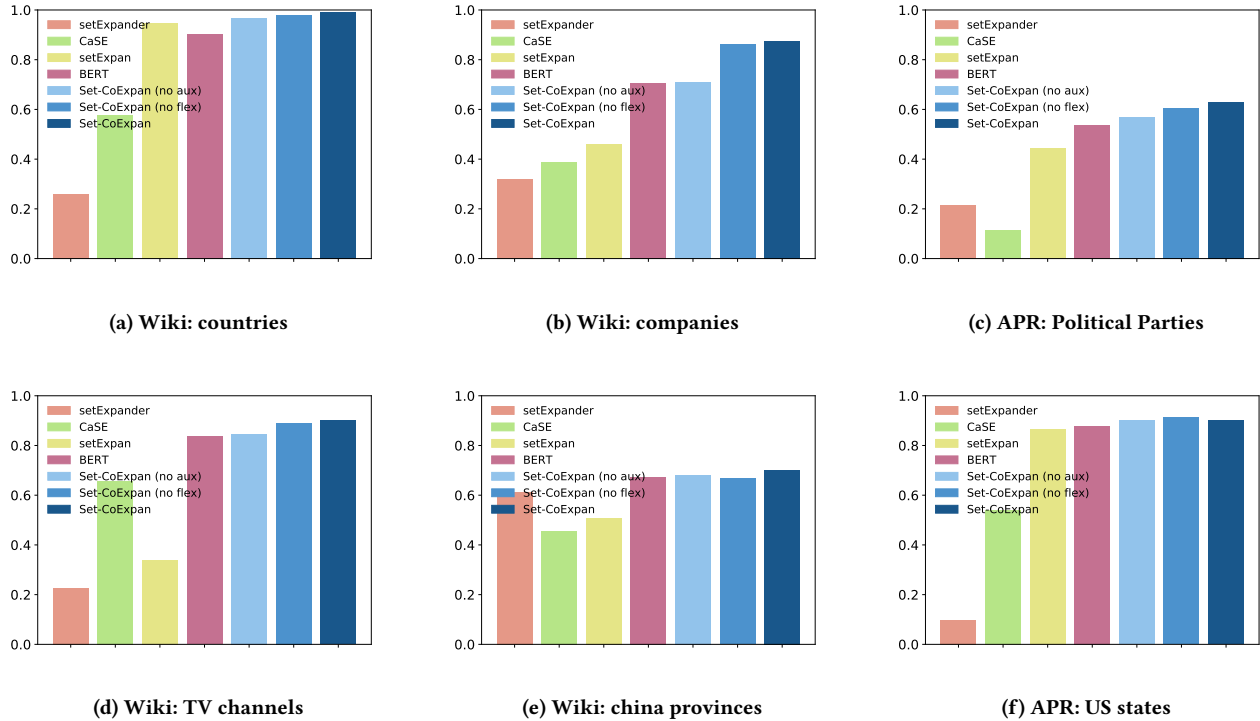 1.0
0.8
0.6
0.4
0.2
0.0
setExpander
CaSE
setExpan
BERT
Set-CoExpan (no aux)
Set-CoExpan (no flex)
Set-CoExpan
(a) Wiki: countries
1.0
0.8
0.6
0.4
0.2
0.0
setExpander
CaSE
setExpan
BERT
Set-CoExpan (no aux)
Set-CoExpan (no flex)
Set-CoExpan
(b) Wiki: companies
1.0
0.8
0.6
0.4
0.2
0.0
setExpander
CaSE
setExpan
BERT
Set-CoExpan (no aux)
Set-CoExpan (no flex)
Set-CoExpan
(c) APR: Political Parties
1.0
0.8
0.6
0.4
0.2
0.0
setExpander
CaSE
setExpan
BERT
Set-CoExpan (no aux)
Set-CoExpan (no flex)
Set-CoExpan
(d) Wiki: TV channels
1.0
0.8
0.6
0.4
0.2
0.0
setExpander
CaSE
setExpan
BERT
Set-CoExpan (no aux)
Set-CoExpan (no flex)
Set-CoExpan
(e) Wiki: china provinces
1.0
0.8
0.6
0.4
0.2
0.0
setExpander
CaSE
setExpan
BERT
Set-CoExpan (no aux)
Set-CoExpan (no flex)
Set-CoExpan
(f) APR: US states